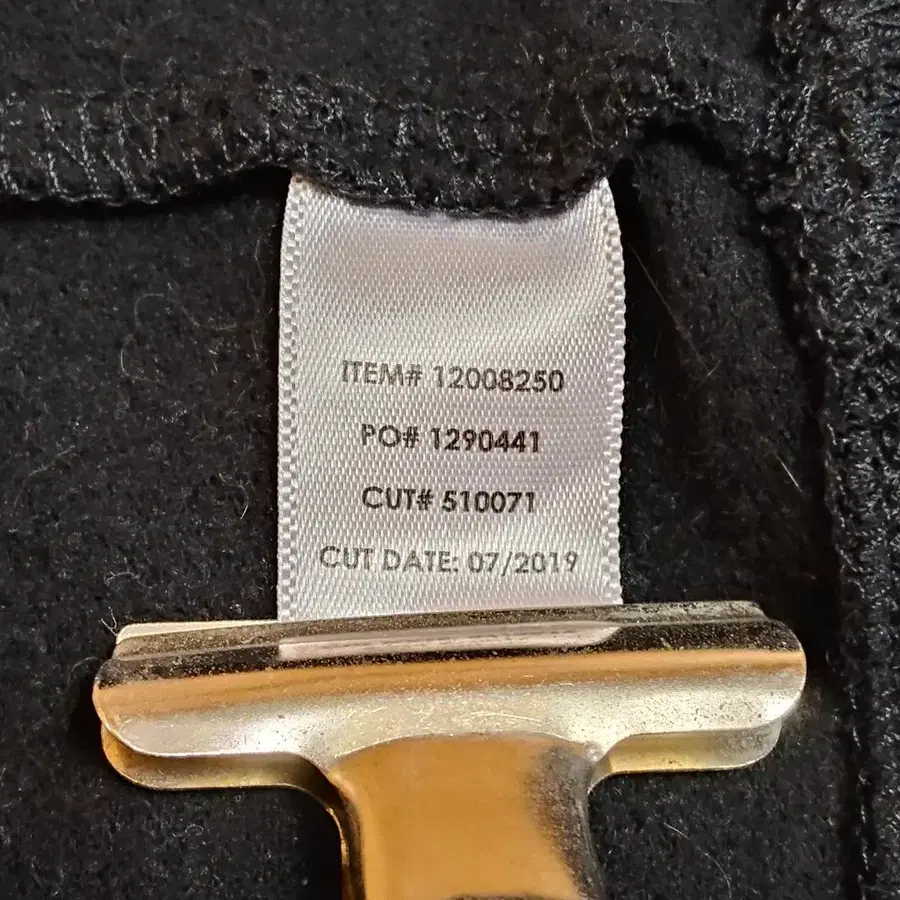 ITEM# 12008250
PO# 1290441
CUT# 510071
CUT DATE: 07/2019